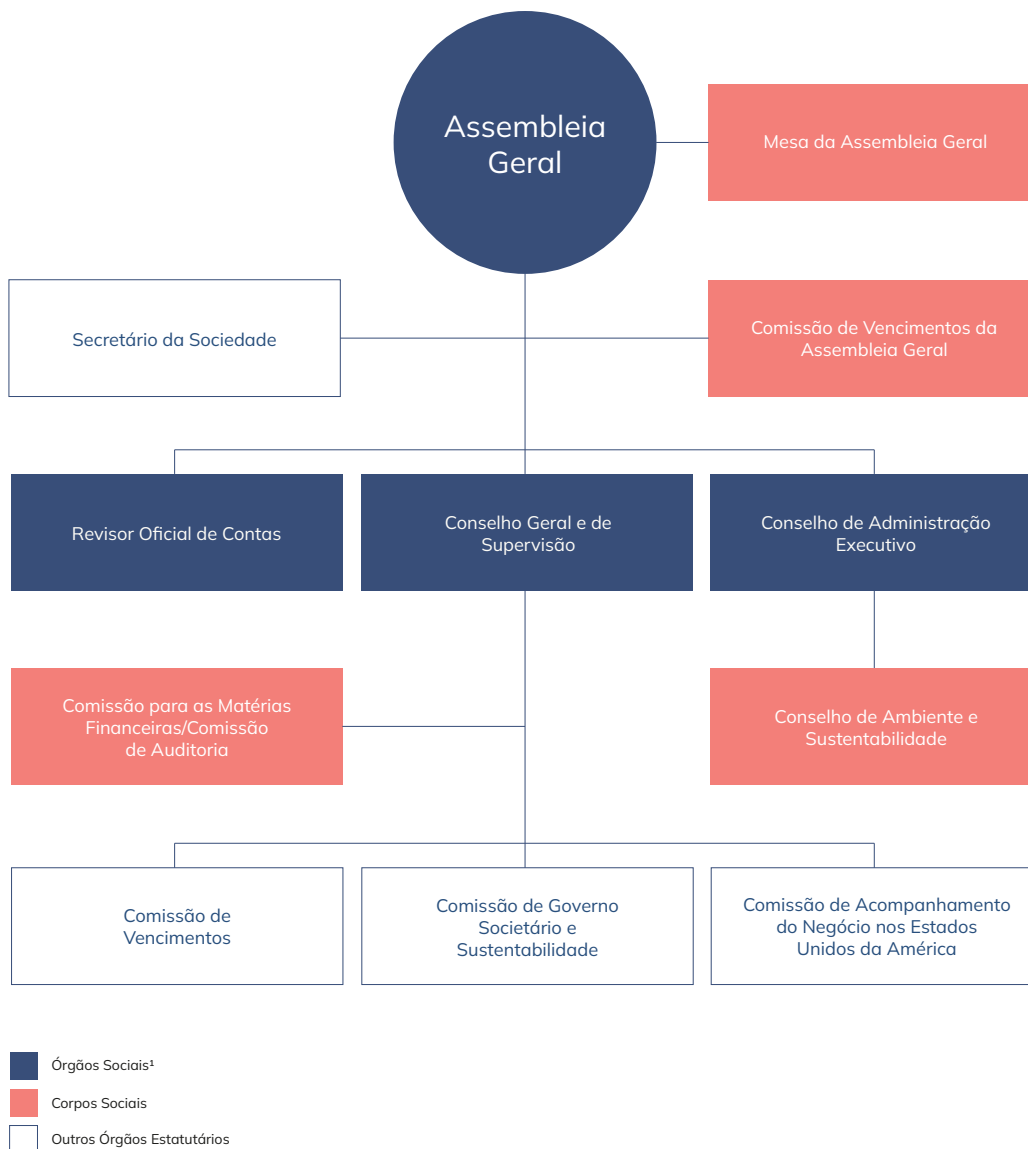 Assembleia
Geral
Mesa da Assembleia Geral
Secretário da Sociedade
Comissão de Vencimentos da
Assembleia Geral
Revisor Oficial de Contas
Conselho Geral e de
Supervisão
Conselho de Administração
Executivo
Comissão para as Matérias
Financeiras/Comissão
de Auditoria
Conselho de Ambiente e
Sustentabilidade
Comissão de
Vencimentos
Comissão de Governo
Societário e
Sustentabilidade
Comissão de Acompanhamento
do Negócio nos Estados
Unidos da América
Órgãos Sociais¹
Corpos Sociais
Outros Órgãos Estatutários